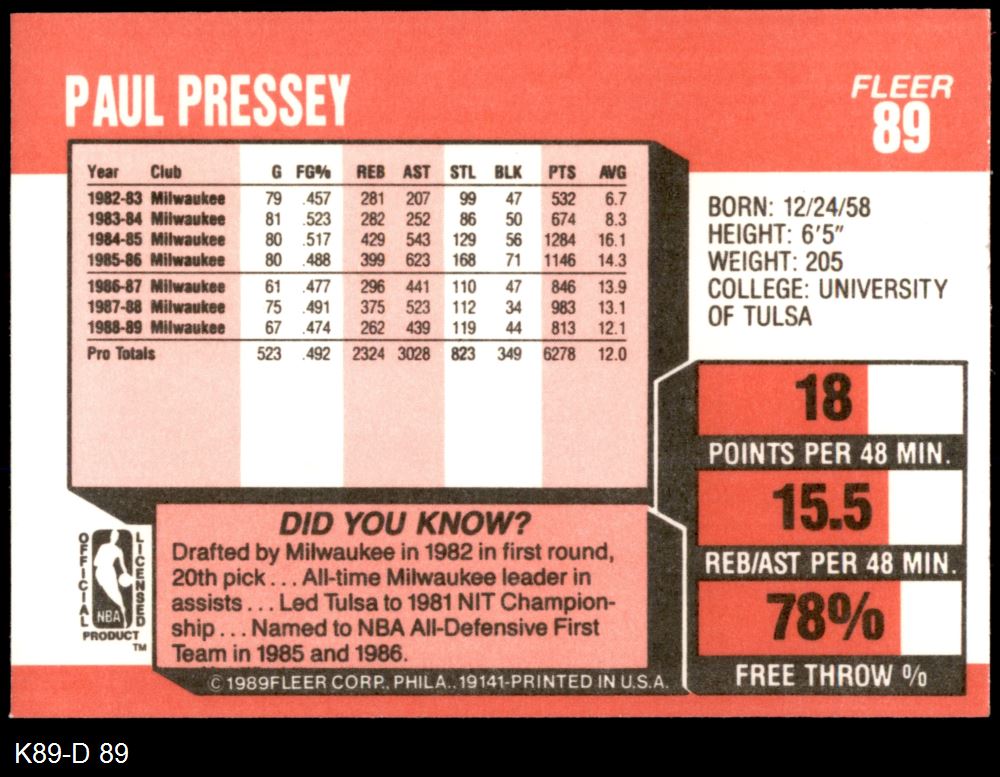 PAUL PRESSEY
FLEER
89
Year Club G FG% REB AST STL BLK PTS AVG
1982-83 Milwaukee 79 .457 281 207 99 47 532 6.7
1983-84 Milwaukee 81 .523 282 252 86 50 674 8.3
1984-85 Milwaukee 80 .517 429 543 129 56 1284 16.1
1985-86 Milwaukee 80 .488 399 623 168 71 1146 14.3
1986-87 Milwaukee 61 .477 296 441 110 47 846 13.9
1987-88 Milwaukee 75 .491 375 523 112 34 983 13.1
1988-89 Milwaukee 67 .474 262 439 119 44 813 12.1
Pro Totals 523 .492 2324 3028 823 349 6278 12.0
BORN: 12/24/58
HEIGHT: 6'5"
WEIGHT: 205
COLLEGE: UNIVERSITY
OF TULSA
18
POINTS PER 48 MIN.
15.5
REB/AST PER 48 MIN.
78%
FREE THROW %
OFFICIAL
LICENSED
NBA
PRODUCT
TM
DID YOU KNOW?
Drafted by Milwaukee in 1982 in first round,
20th pick . . . All-time Milwaukee leader in
assists . . . Led Tulsa to 1981 NIT Champion-
ship . . . Named to NBA All-Defensive First
Team in 1985 and 1986.
© 1989FLEER CORP., PHILA., 19141-PRINTED IN U.S.A.
K89-D 89